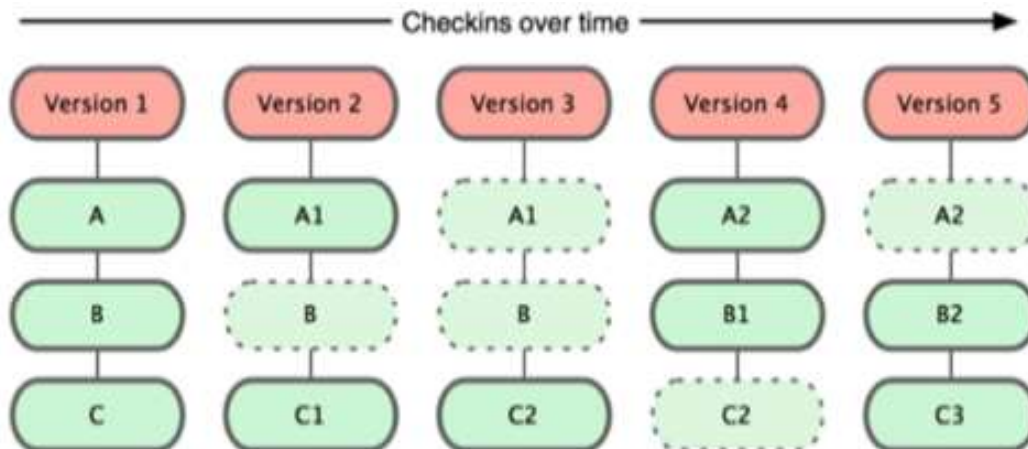 Checkins over time
Version 1 Version 2 Version 3 Version 4 Version 5
A A1 A1 A2 A2
B B B B1 B2
C C1 C2 C2 C3